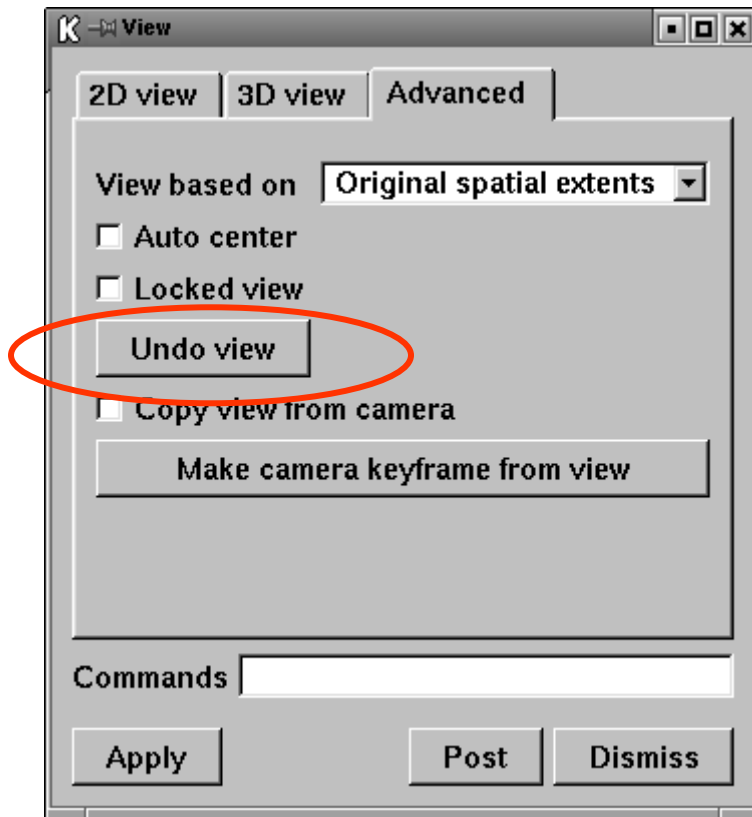 View
2D view 3D view Advanced
View based on Original spatial extents
Auto center
Locked view
Undo view
Copy view from camera
Make camera keyframe from view
Commands
Apply Post Dismiss